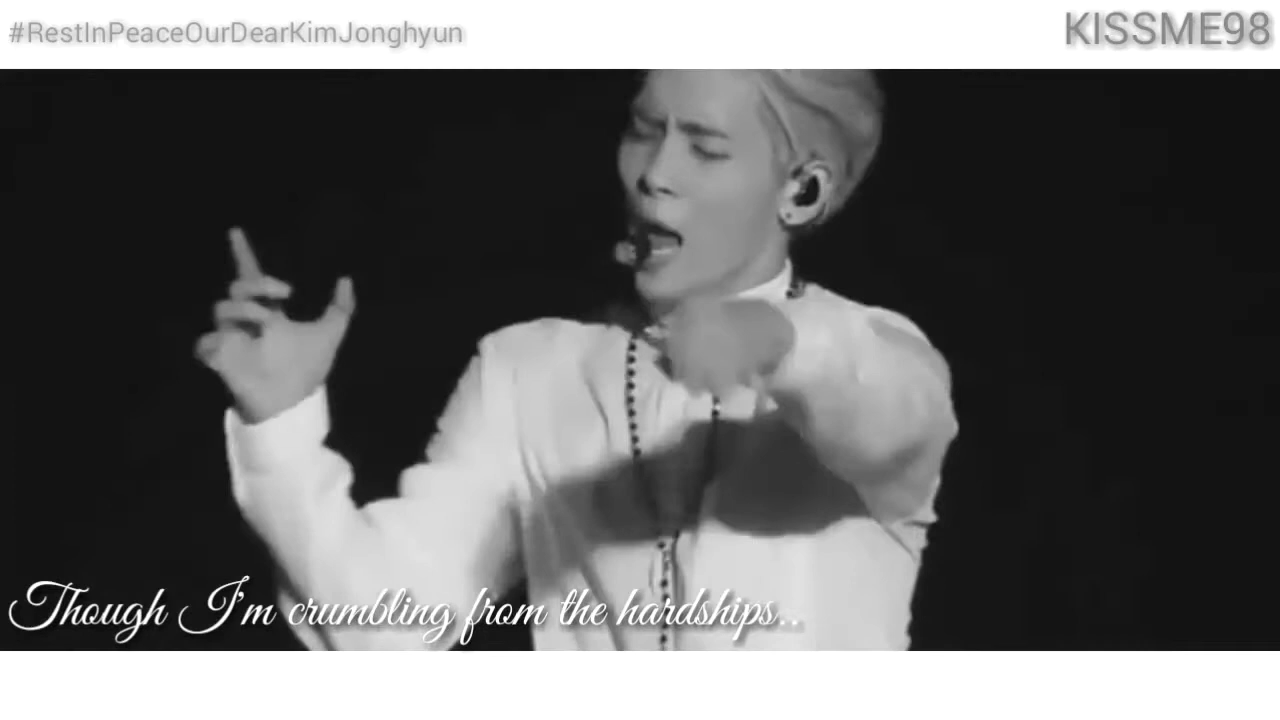 #RestInPeaceOurDearKimJonghyun
KISSME98
Though I'm crumbling from the hardships..